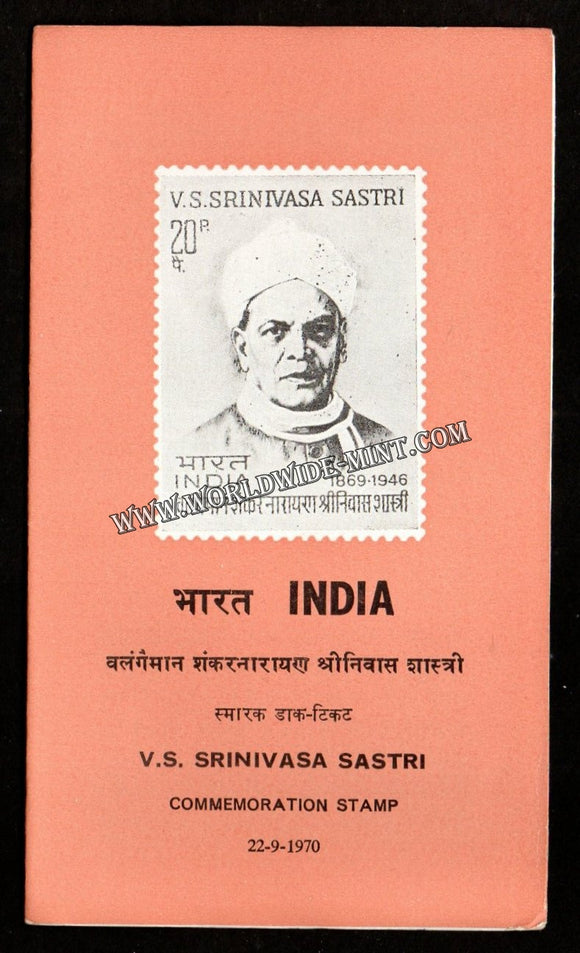 V.S.SRINIVASA SASTRI
20 P.
पै.
भारत
INDIA
1869·1946
शंकरनारायण श्रीनिवास शास्त्री
www.WORLDWIDE-MINT.COM
भारत INDIA
वलंगैमान शंकरनारायण श्रीनिवास शास्त्री
स्मारक डाक-टिकट
V.S. SRINIVASA SASTRI
COMMEMORATION STAMP
22-9-1970